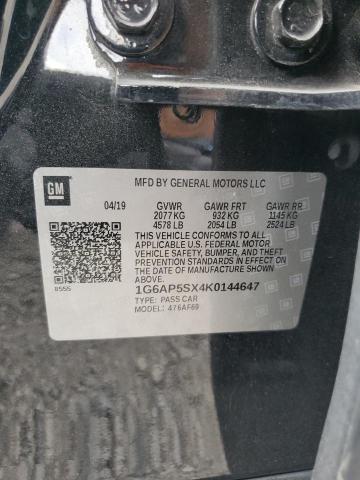 MFD BY GENERAL MOTORS LLC
GM
04/19 GVWR GAWR FRT GAWR RR
2077 KG 932 KG 1145 KG
4578 LB 2054 LB 2524 LB
THIS VEHICLE CONFORMS TO ALL
APPLICABLE U.S. FEDERAL MOTOR
VEHICLE SAFETY, BUMPER, AND THEFT
PREVENTION STANDARDS IN EFFECT ON
THE DATE OF MANUFACTURE SHOWN
ABOVE.
8555
1G6AP5SX4K0144647
TYPE: PASS CAR
MODEL: 476AF69